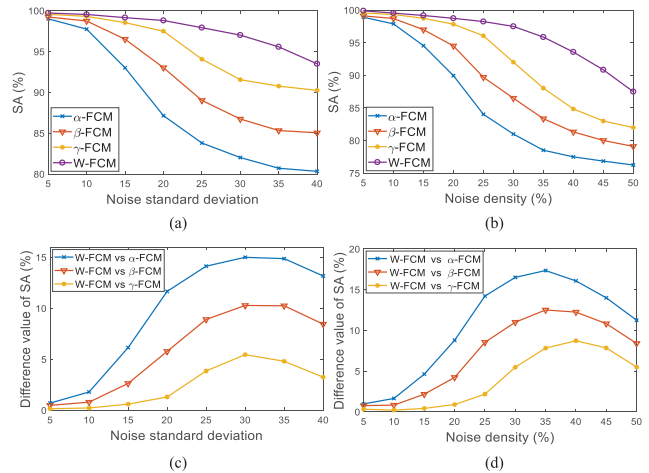 100
95
90
85
80
SA (%)
α-FCM
β-FCM
γ-FCM
W-FCM
5 10 15 20 25 30 35 40
Noise standard deviation
(a)
100
95
90
85
80
75
SA (%)
α-FCM
β-FCM
γ-FCM
W-FCM
5 10 15 20 25 30 35 40 45 50
Noise density (%)
(b)
15
10
5
0
Difference value of SA (%)
W-FCM vs α-FCM
W-FCM vs β-FCM
W-FCM vs γ-FCM
5 10 15 20 25 30 35 40
Noise standard deviation
(c)
20
15
10
5
0
Difference value of SA (%)
W-FCM vs α-FCM
W-FCM vs β-FCM
W-FCM vs γ-FCM
5 10 15 20 25 30 35 40 45 50
Noise density (%)
(d)